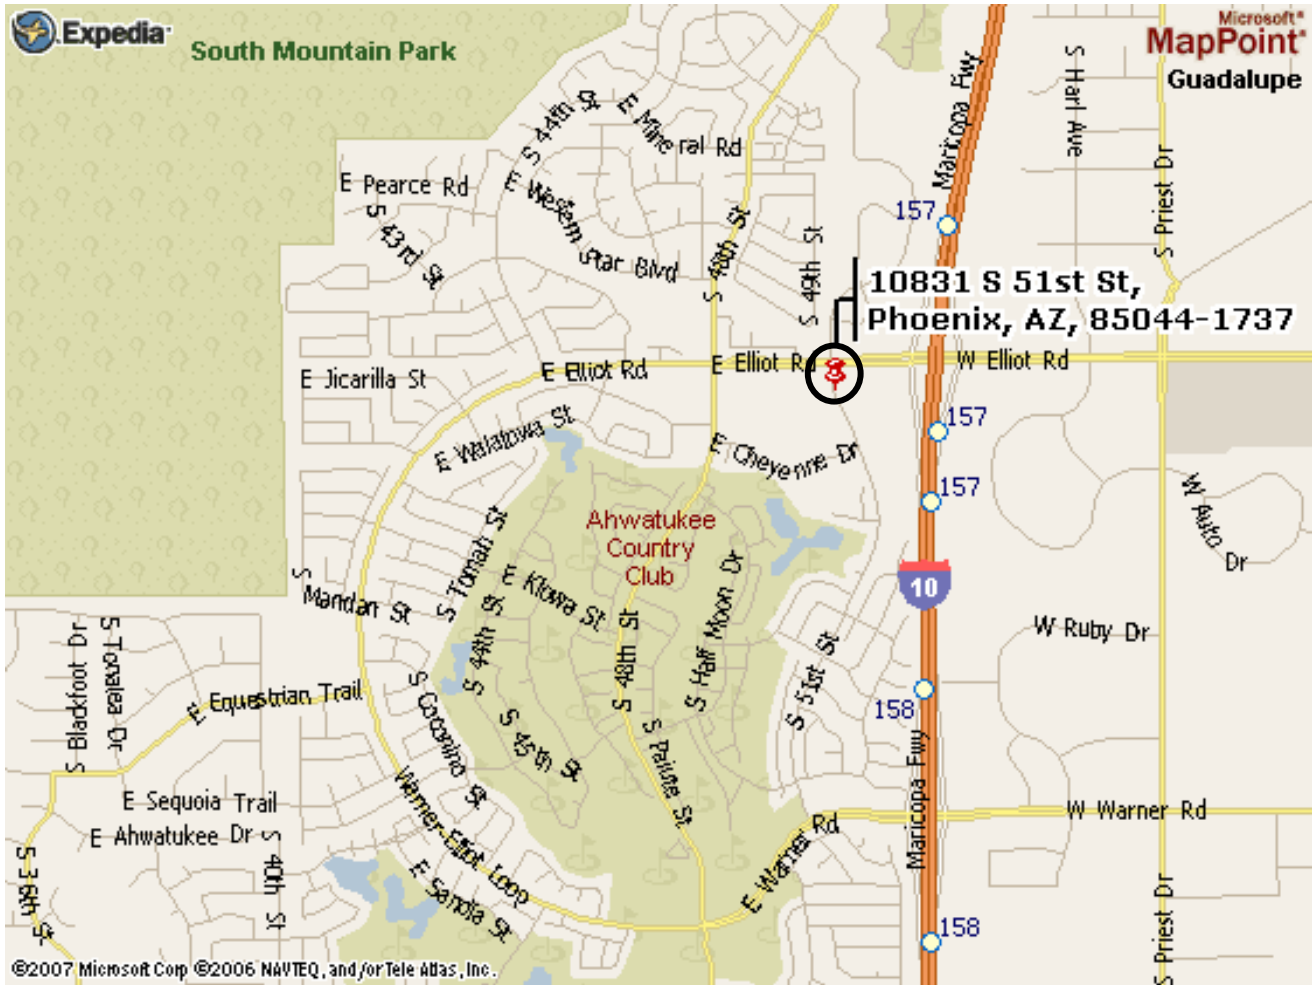 Expedia
South Mountain Park
Microsoft
MapPoint
Guadalupe
S 44th St
E Mineral Rd
Maricopa Fwy
S Harl Ave
S Priest Dr
E Pearce Rd
E Western Star Blvd
S 43rd St
157
S 48th St
S 49th St
10831 S 51st St,
Phoenix, AZ, 85044-1737
E Jicarilla St
E Elliot Rd
E Elliot Rd
W Elliot Rd
E Walatowa St
E Cheyenne Dr
157
157
W Auto Dr
S Tomah St
Ahwatukee
Country
Club
10
S Mandan St
E Kiowa St
S 44th St
S 48th St
S Half Moon Dr
S 51st St
W Ruby Dr
S Blackfoot Dr
S Tonalea Dr
E Equestrian Trail
S Coconino St
S 45th St
S Paiute St
158
Maricopa Fwy
E Sequoia Trail
E Ahwatukee Dr
S 40th St
S 36th St
Warner-Elliot Loop
E Sandia St
E Warner Rd
W Warner Rd
S Priest Dr
158
©2007 Microsoft Corp ©2006 NAVTEQ, and/or Tele Atlas, Inc.